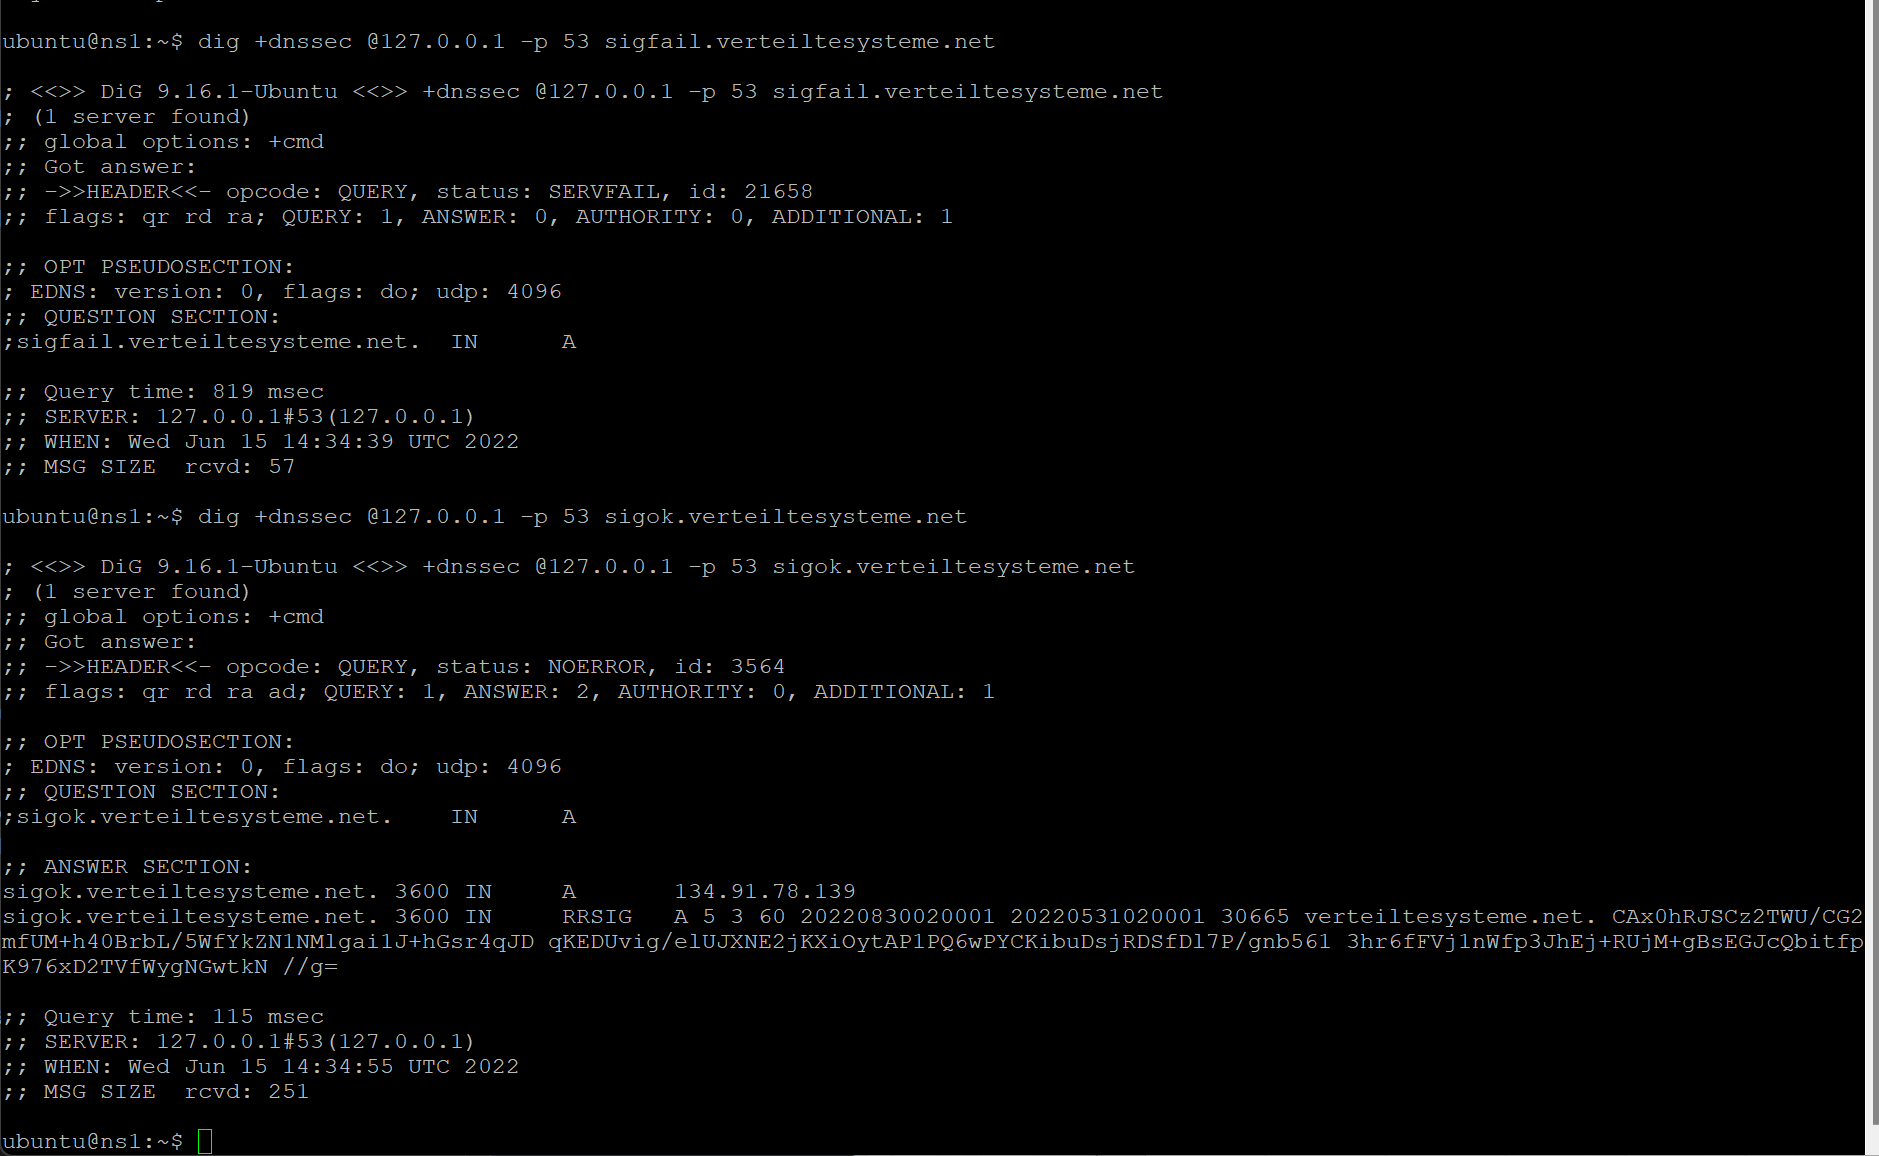 ubuntu@ns1:~$ dig +dnssec @127.0.0.1 -p 53 sigfail.verteiltesysteme.net

; <<>> DiG 9.16.1-Ubuntu <<>> +dnssec @127.0.0.1 -p 53 sigfail.verteiltesysteme.net
; (1 server found)
;; global options: +cmd
;; Got answer:
;; ->>HEADER<<- opcode: QUERY, status: SERVFAIL, id: 21658
;; flags: qr rd ra; QUERY: 1, ANSWER: 0, AUTHORITY: 0, ADDITIONAL: 1

;; OPT PSEUDOSECTION:
; EDNS: version: 0, flags: do; udp: 4096
;; QUESTION SECTION:
;sigfail.verteiltesysteme.net.  IN      A

;; Query time: 819 msec
;; SERVER: 127.0.0.1#53(127.0.0.1)
;; WHEN: Wed Jun 15 14:34:39 UTC 2022
;; MSG SIZE  rcvd: 57

ubuntu@ns1:~$ dig +dnssec @127.0.0.1 -p 53 sigok.verteiltesysteme.net

; <<>> DiG 9.16.1-Ubuntu <<>> +dnssec @127.0.0.1 -p 53 sigok.verteiltesysteme.net
; (1 server found)
;; global options: +cmd
;; Got answer:
;; ->>HEADER<<- opcode: QUERY, status: NOERROR, id: 3564
;; flags: qr rd ra ad; QUERY: 1, ANSWER: 2, AUTHORITY: 0, ADDITIONAL: 1

;; OPT PSEUDOSECTION:
; EDNS: version: 0, flags: do; udp: 4096
;; QUESTION SECTION:
;sigok.verteiltesysteme.net.    IN      A

;; ANSWER SECTION:
sigok.verteiltesysteme.net. 3600 IN     A       134.91.78.139
sigok.verteiltesysteme.net. 3600 IN     RRSIG   A 5 3 60 20220830020001 20220531020001 30665 verteiltesysteme.net. CAx0hRJSCz2TWU/CG2
mfUM+h40BrbL/5WfYkZN1NMlgai1J+hGsr4qJD qKEDUvig/elUJXNE2jKXiOytAP1PQ6wPYCKibuDsjRDSfDl7P/gnb561 3hr6fFVj1nWfp3JhEj+RUjM+gBsEGJcQbitfp
K976xD2TVfWygNGwtkN //g=

;; Query time: 115 msec
;; SERVER: 127.0.0.1#53(127.0.0.1)
;; WHEN: Wed Jun 15 14:34:55 UTC 2022
;; MSG SIZE  rcvd: 251

ubuntu@ns1:~$